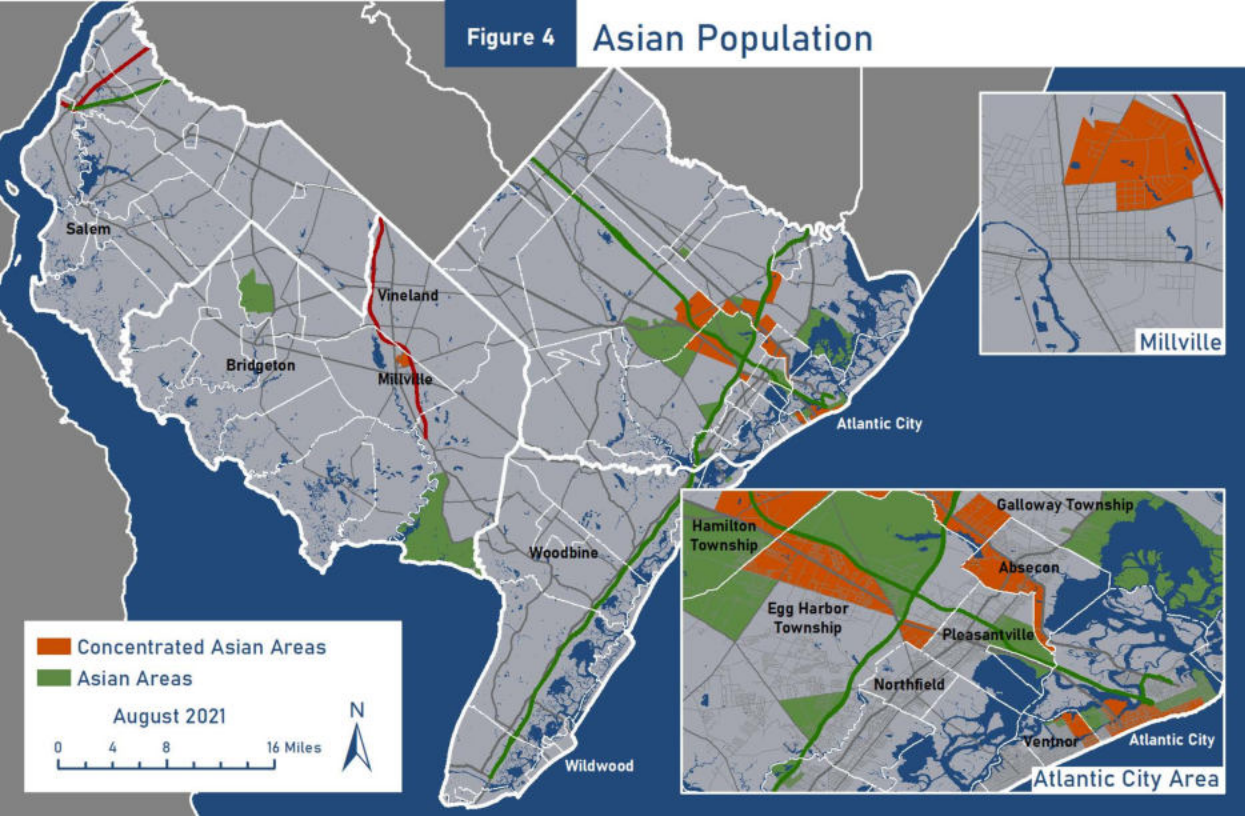 Figure 4
Asian Population
Salem
Vineland
Bridgeton
Millville
Atlantic City
Woodbine
Wildwood
Millville
Galloway Township
Hamilton
Township
Absecon
Egg Harbor
Township
Pleasantville
Northfield
Ventnor
Atlantic City
Atlantic City Area
Concentrated Asian Areas
Asian Areas
August 2021
N
0 4 8 16 Miles